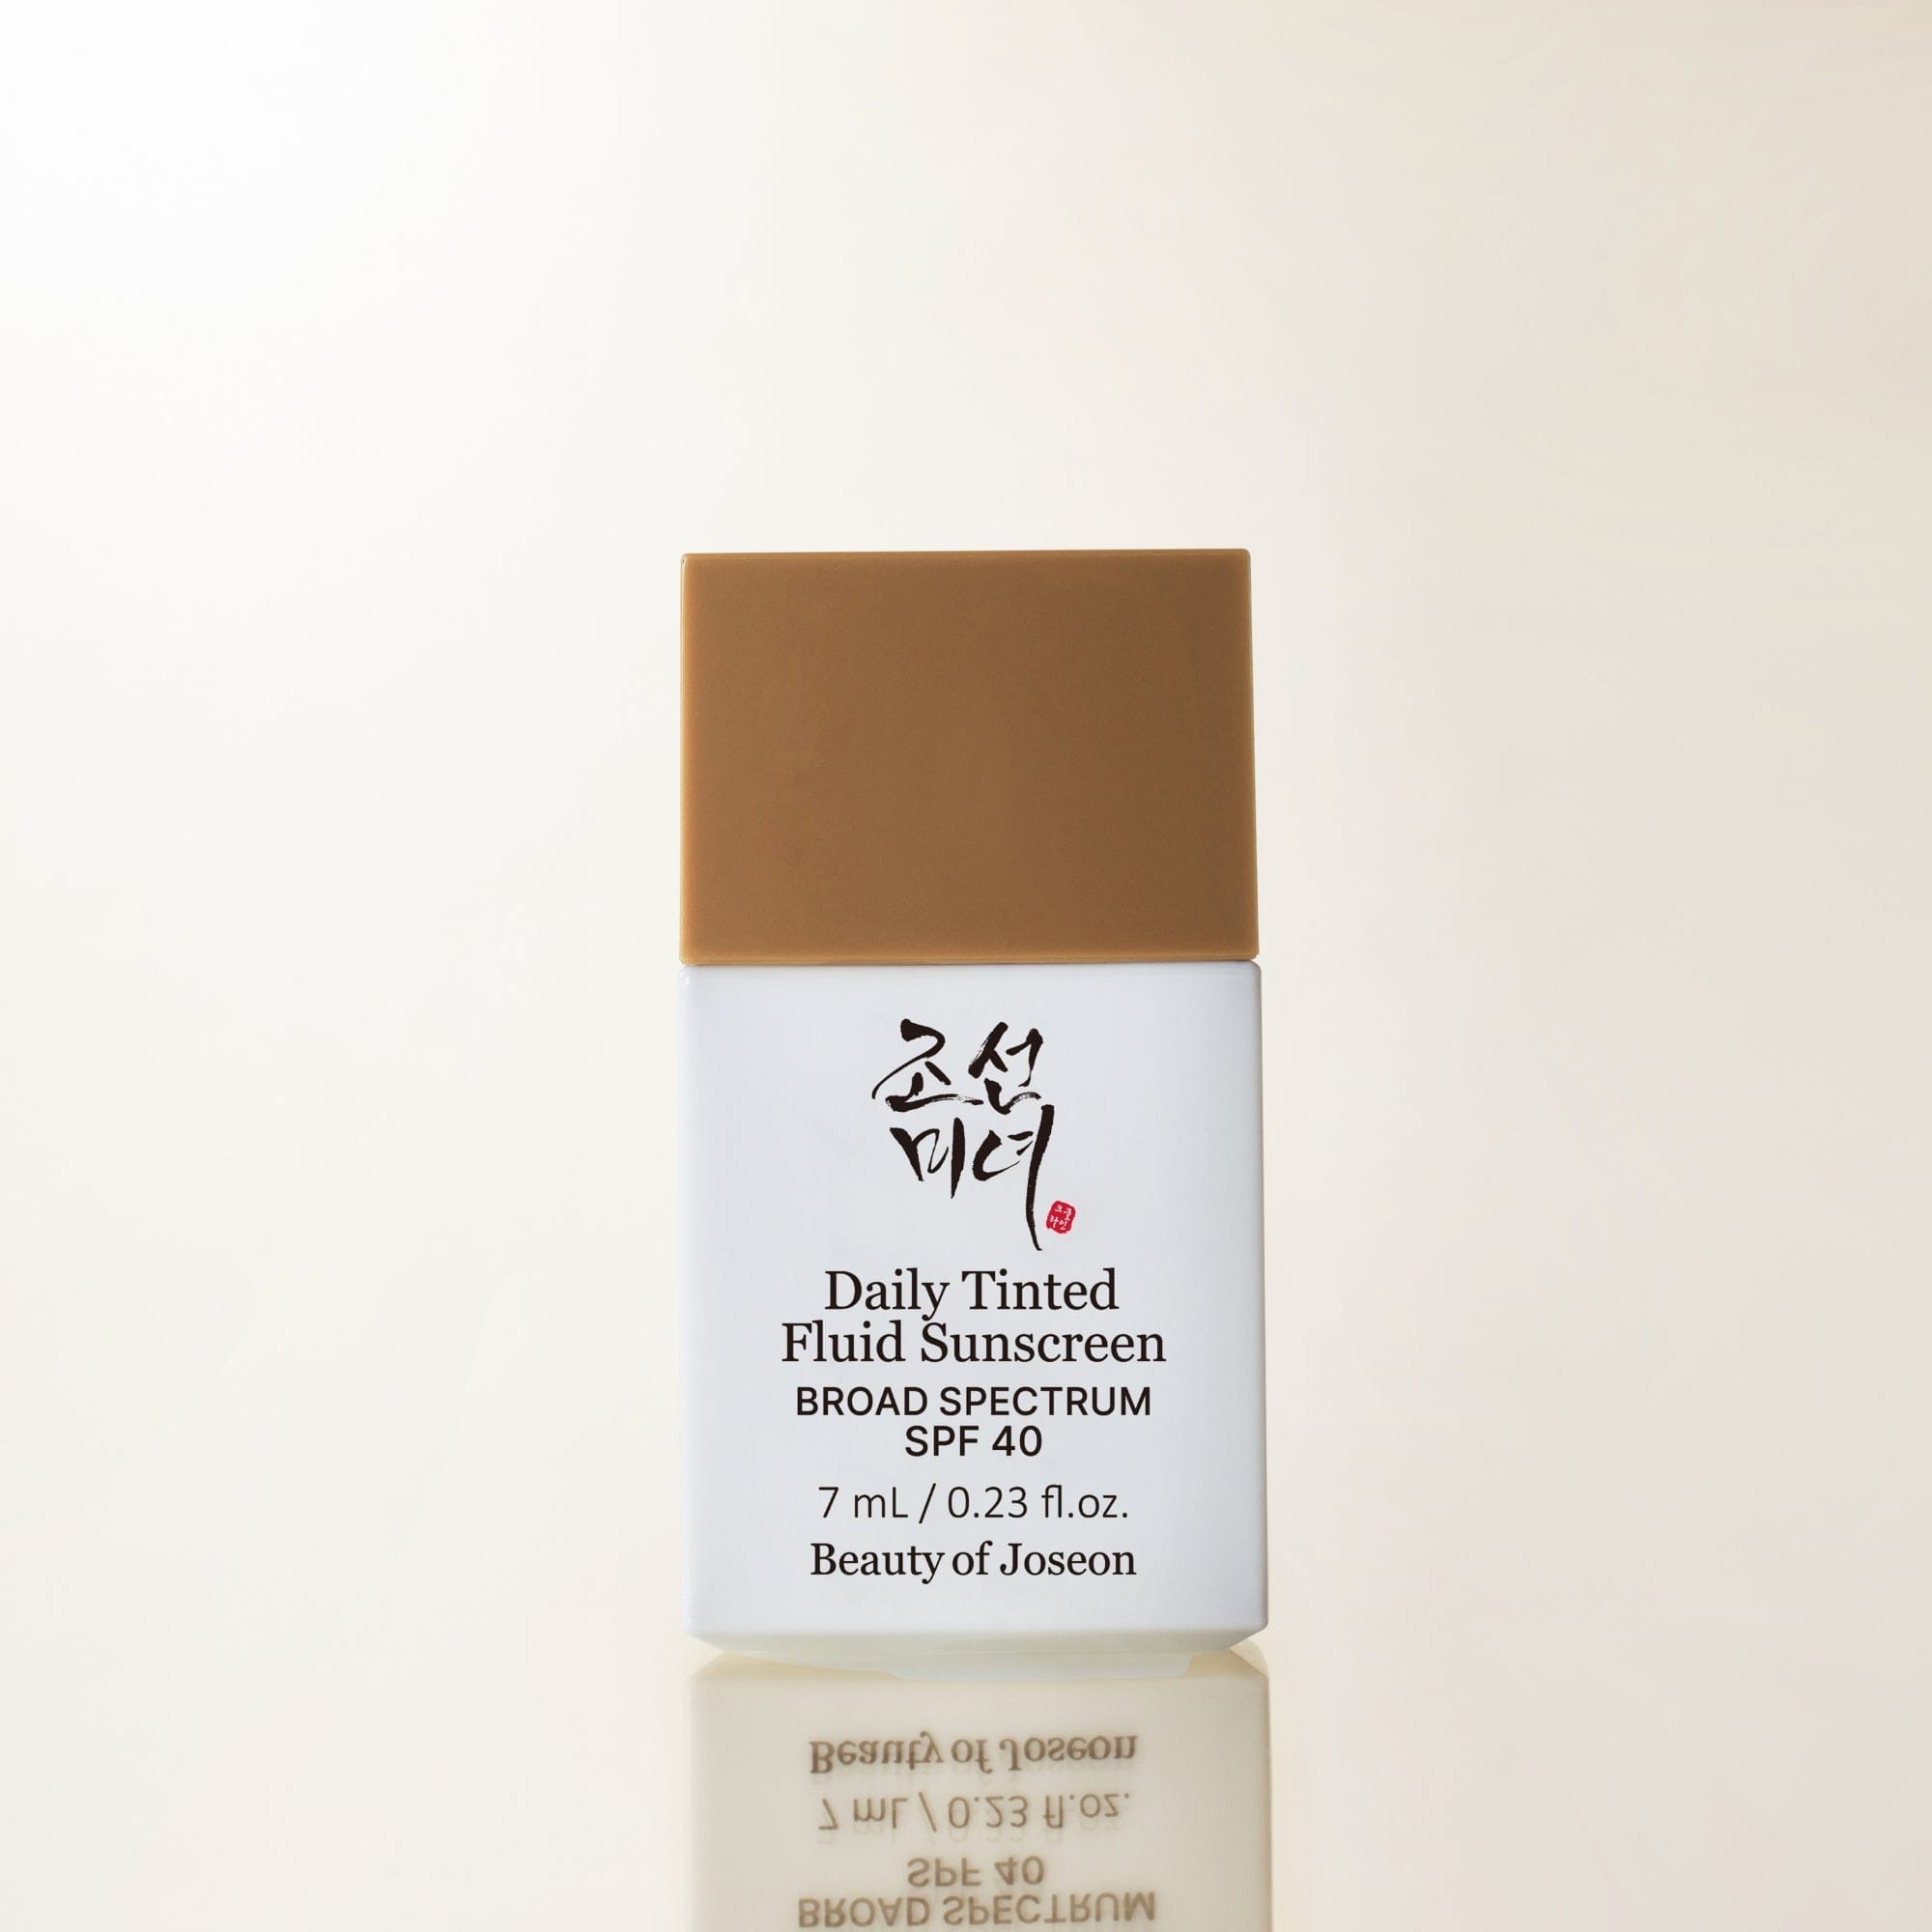 조선
미녀
Daily Tinted
Fluid Sunscreen
BROAD SPECTRUM
SPF 40
7 mL / 0.23 fl.oz.
Beauty of Joseon